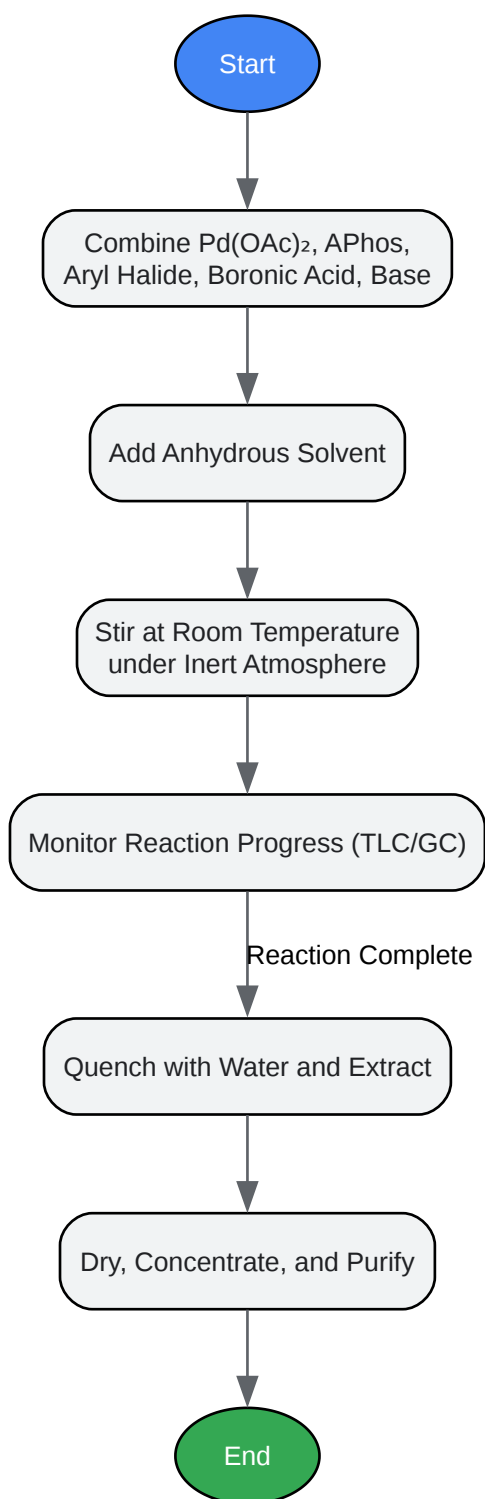 Start
Combine Pd(OAc)₂, APhos,
Aryl Halide, Boronic Acid, Base
Add Anhydrous Solvent
Stir at Room Temperature
under Inert Atmosphere
Monitor Reaction Progress (TLC/GC)
Reaction Complete
Quench with Water and Extract
Dry, Concentrate, and Purify
End